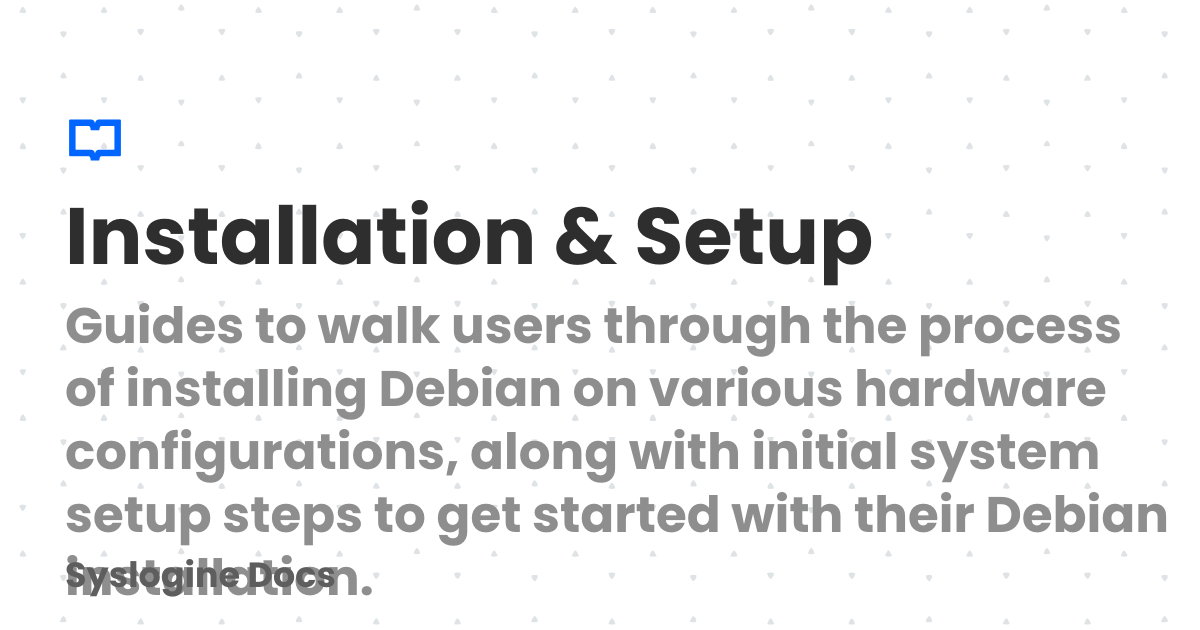 Installation & Setup
Guides to walk users through the process
of installing Debian on various hardware
configurations, along with initial system
setup steps to get started with their Debian
installation.
Syslogine Docs